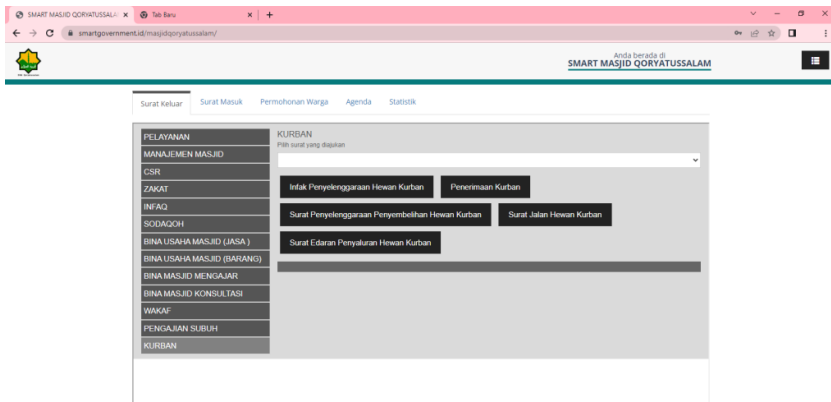 SMART MASJID QORYATUSSALA
Tab Baru
smartgovernment.id/masjidqoryatussalam/
Anda berada di
SMART MASJID QORYATUSSALAM
Surat Keluar Surat Masuk Permohonan Warga Agenda Statistik
PELAYANAN
MANAJEMEN MASJID
CSR
ZAKAT
INFAQ
SODAQOH
BINA USAHA MASJID (JASA )
BINA USAHA MASJID (BARANG)
BINA MASJID MENGAJAR
BINA MASJID KONSULTASI
WAKAF
PENGAJIAN SUBUH
KURBAN
KURBAN
Pilih surat yang diajukan
Infak Penyelenggaraan Hewan Kurban Penerimaan Kurban
Surat Penyelenggaraan Penyembelihan Hewan Kurban Surat Jalan Hewan Kurban
Surat Edaran Penyaluran Hewan Kurban